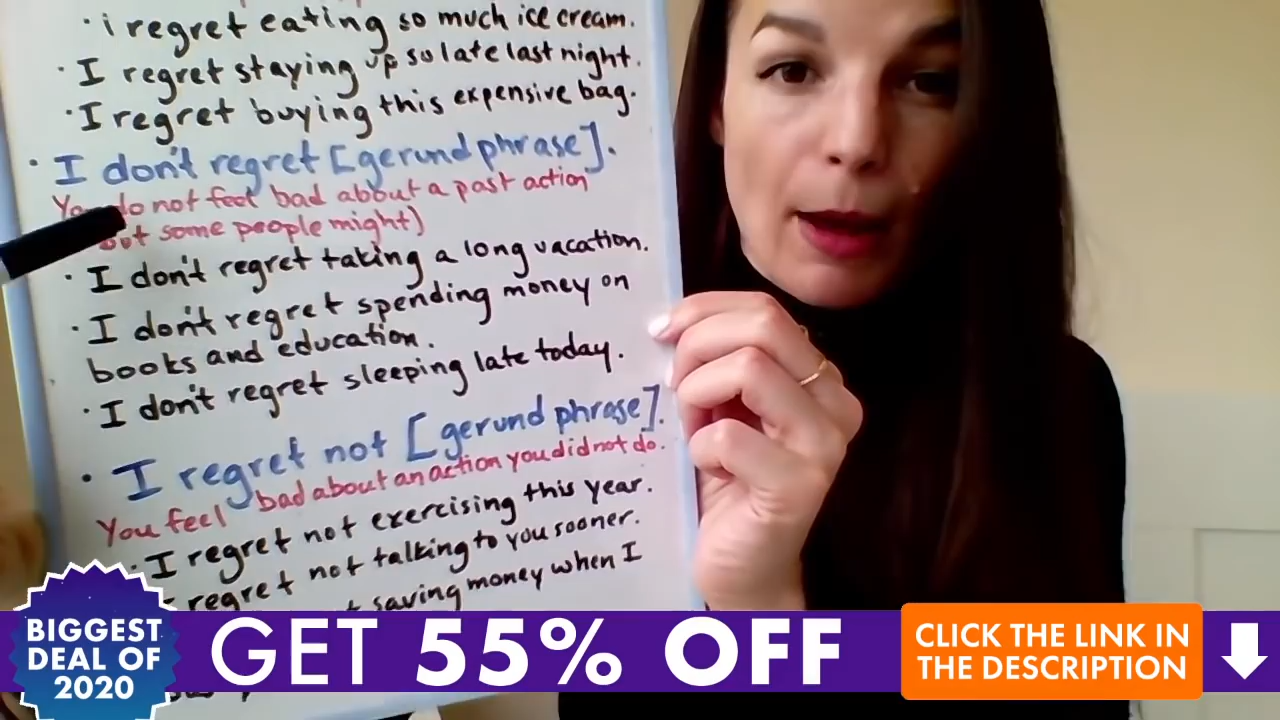 · i regret eating so much ice cream.
· I regret staying up so late last night.
· I regret buying this expensive bag.
· I don't regret [gerund phrase].
You do not feel bad about a past action
but some people might)
· I don't regret taking a long vacation.
· I don't regret spending money on
books and education.
· I don't regret sleeping late today.
· I regret not [gerund phrase].
You feel bad about an action you did not do.
· I regret not exercising this year.
regret not talking to you sooner.
saving money when I
BIGGEST
DEAL OF
2020
GET 55% OFF
CLICK THE LINK IN
THE DESCRIPTION